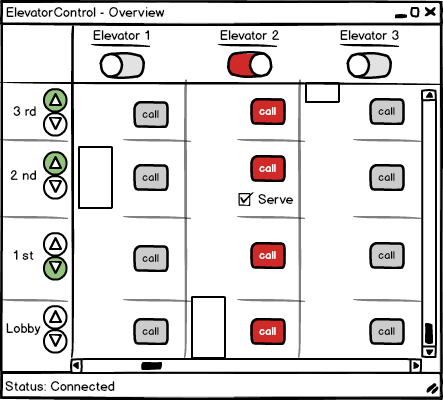 ElevatorControl - Overview
Elevator 1 Elevator 2 Elevator 3
3 rd call call call
2 nd call call call
Serve
1 st call call call
Lobby call call call
Status: Connected